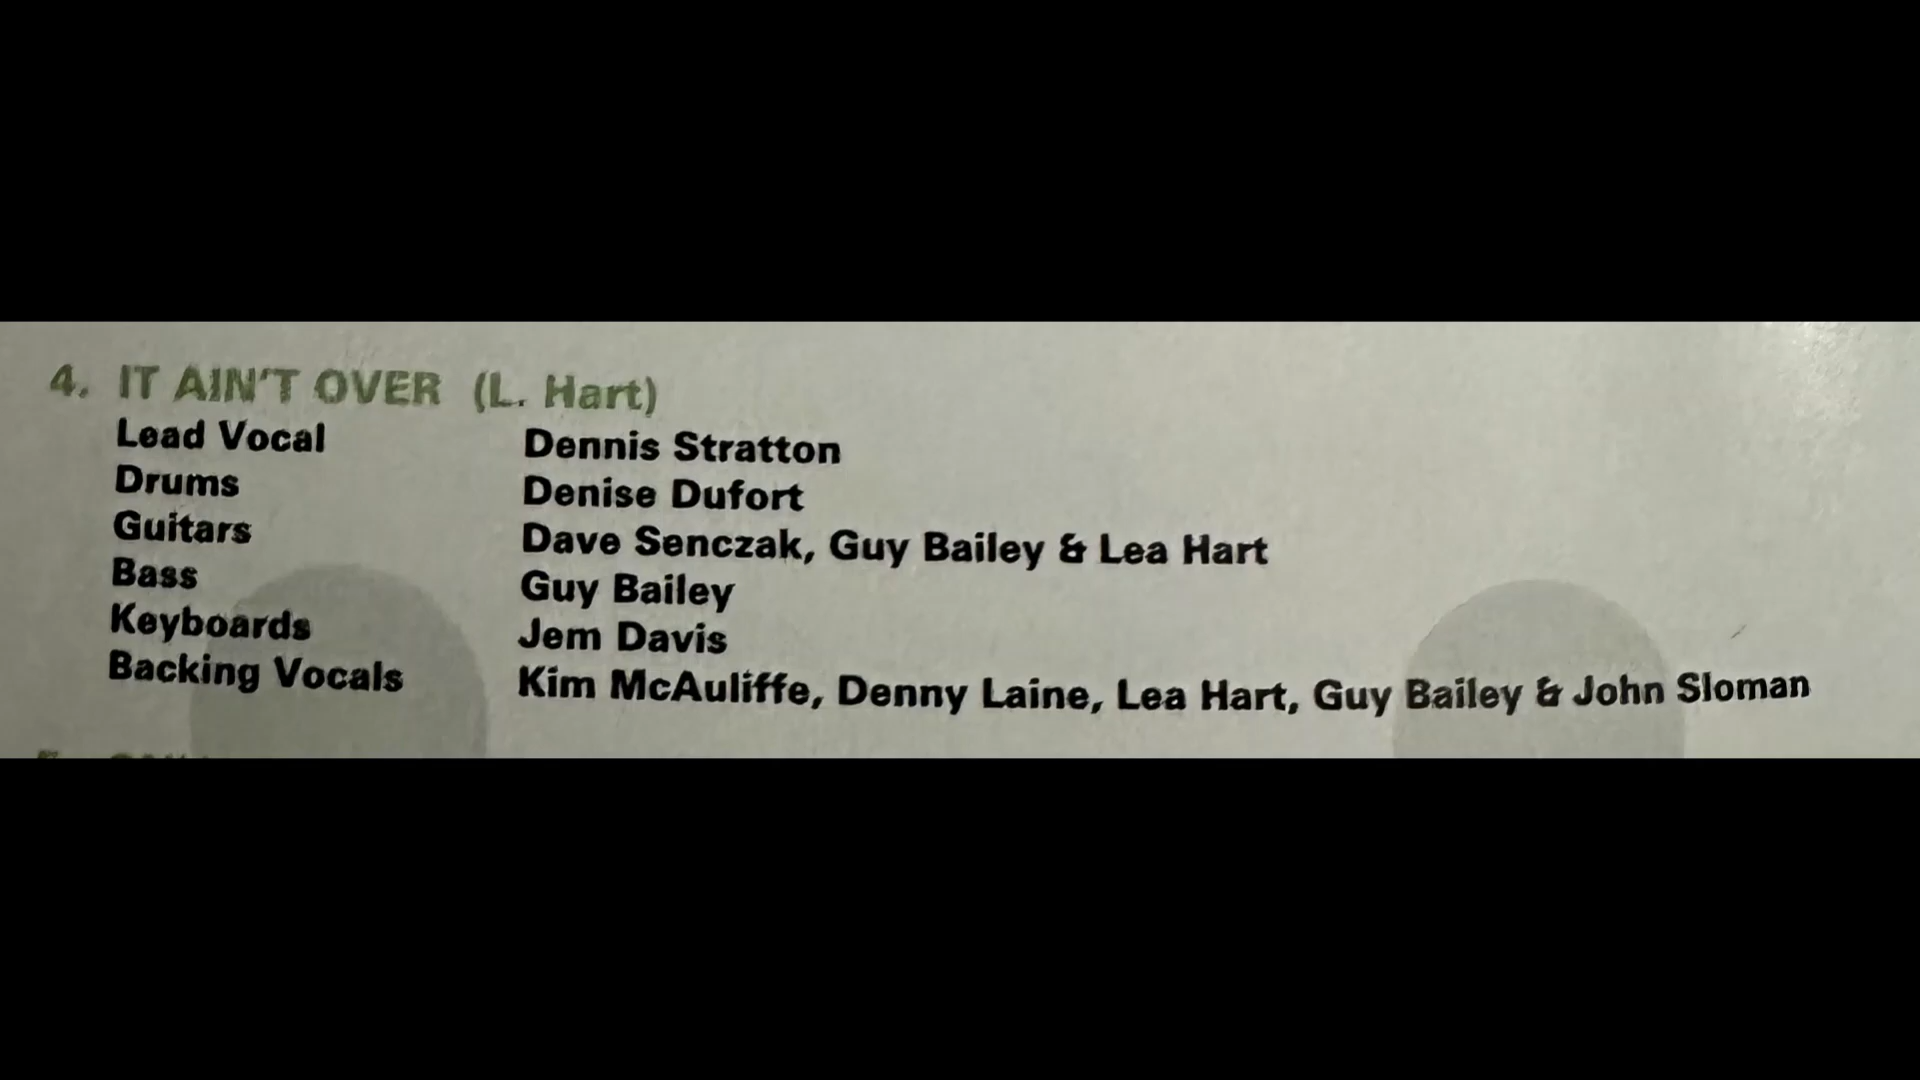 4. IT AIN'T OVER (L. Hart)
Lead Vocal Dennis Stratton
Drums Denise Dufort
Guitars Dave Senczak, Guy Bailey & Lea Hart
Bass Guy Bailey
Keyboards Jem Davis
Backing Vocals Kim McAuliffe, Denny Laine, Lea Hart, Guy Bailey & John Sloman